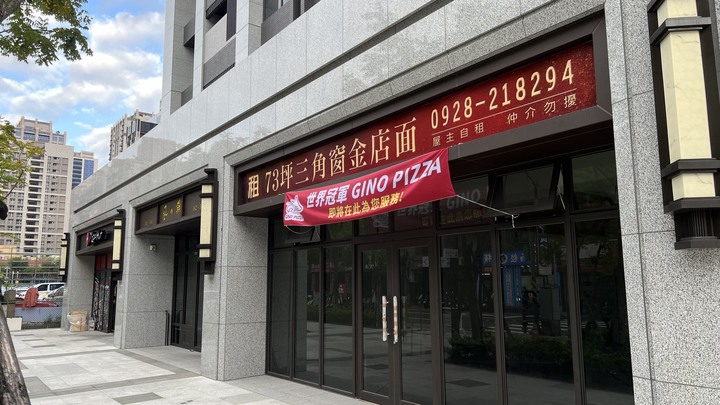 租 73坪三角窗金店面 0928-218294
屋主自租 仲介勿擾
世界冠軍 GINO PIZZA
即將在此為您服務!